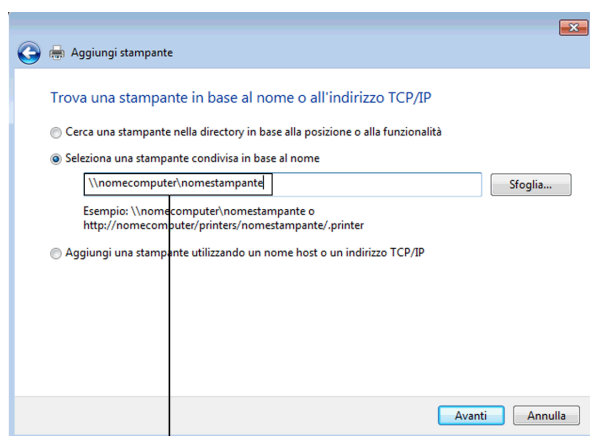 Aggiungi stampante
Trova una stampante in base al nome o all'indirizzo TCP/IP
Cerca una stampante nella directory in base alla posizione o alla funzionalità
Seleziona una stampante condivisa in base al nome
\\nomecomputer\nomestampante
Sfoglia...
Esempio: \\nomecomputer\nomestampante o
http://nomecomputer/printers/nomestampante/.printer
Aggiungi una stampante utilizzando un nome host o un indirizzo TCP/IP
Avanti
Annulla